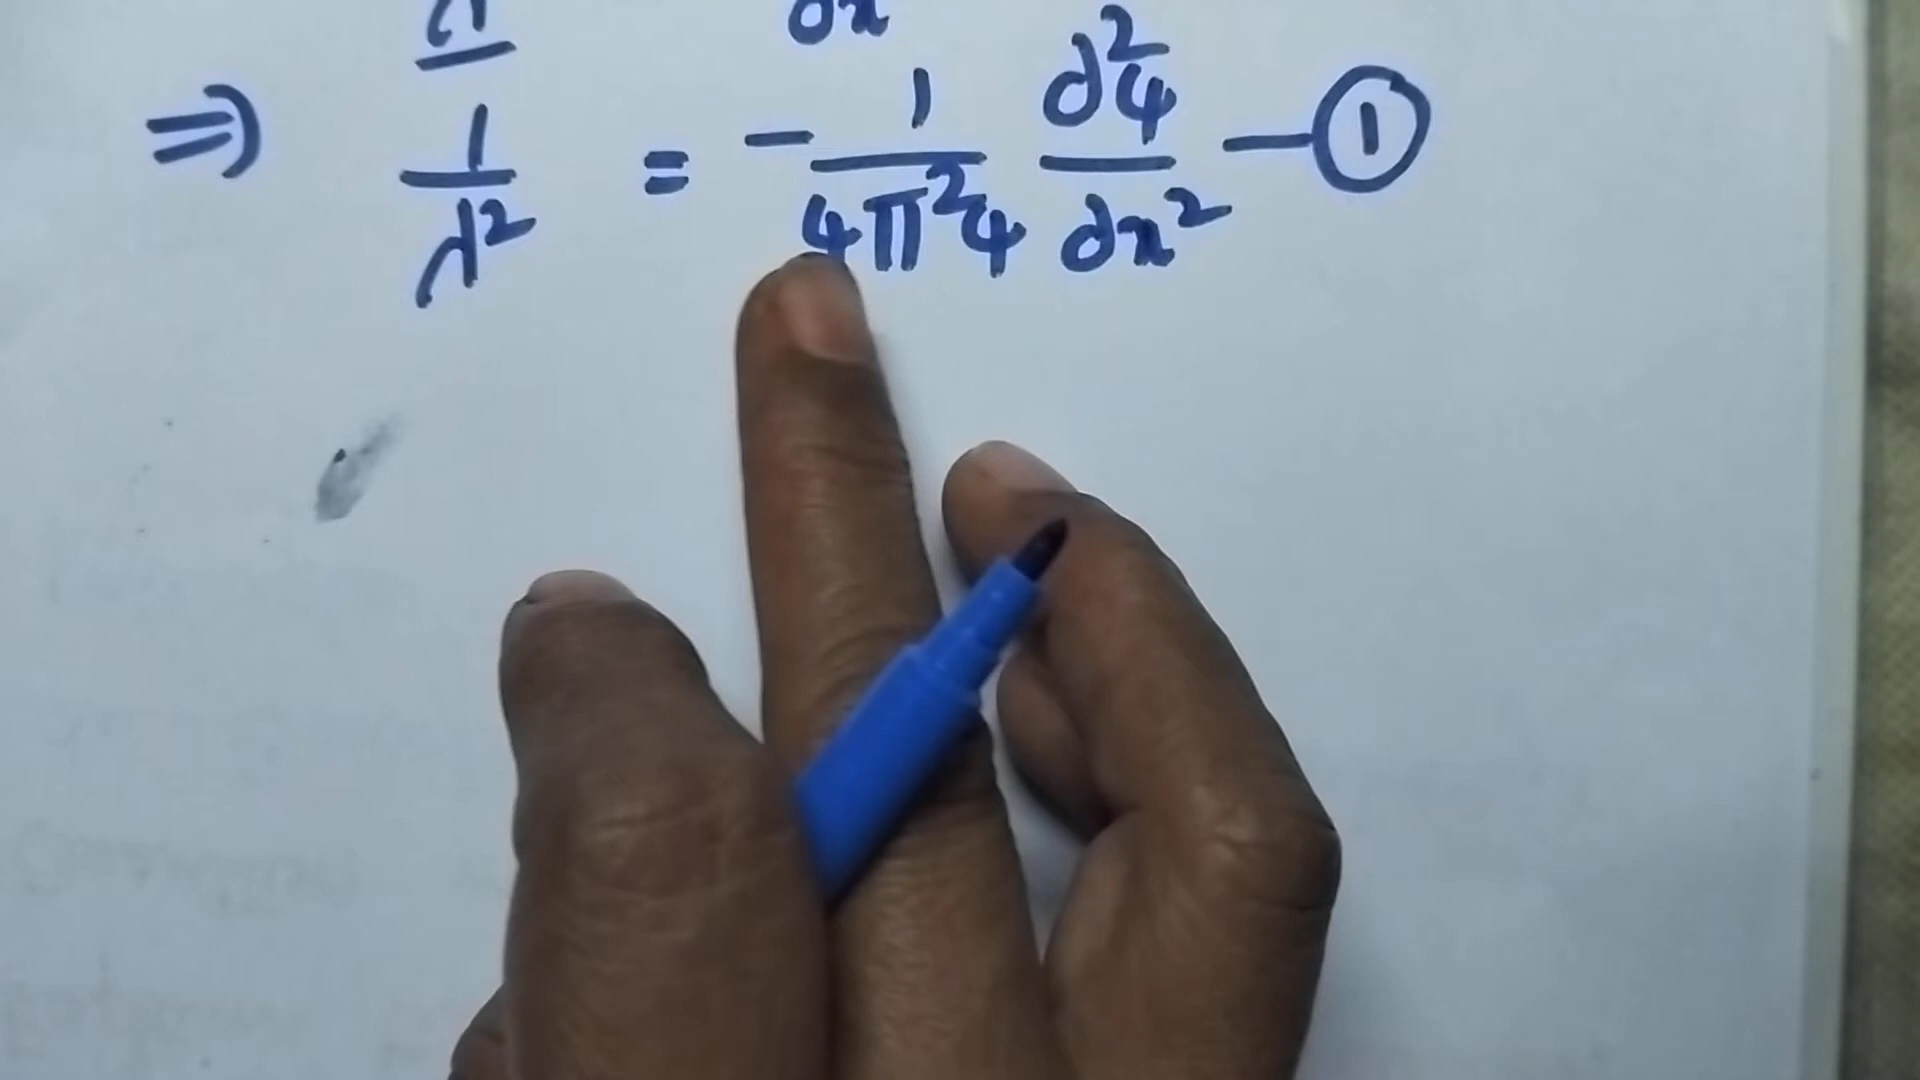 ∂x
⇒ 1/λ² = - 1/4π²ψ ∂²ψ/∂x² — ①